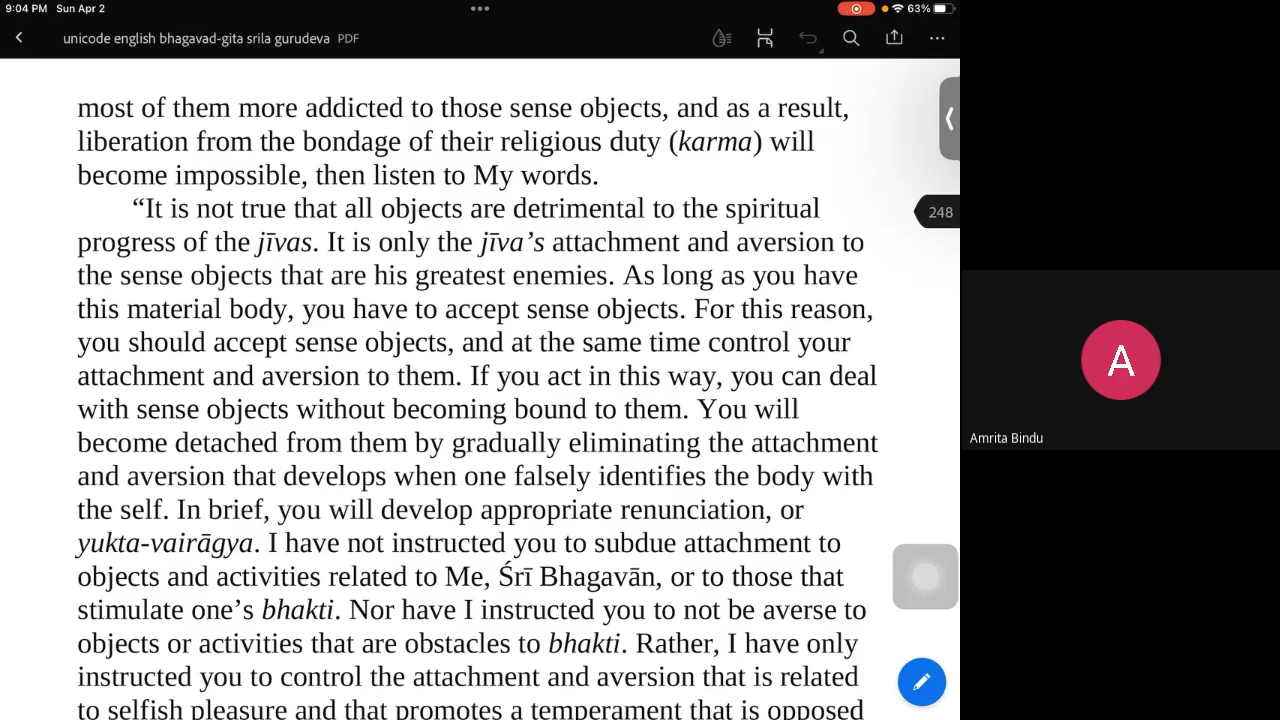 9:04 PM Sun Apr 2
63%
unicode english bhagavad-gita srila gurudeva PDF
most of them more addicted to those sense objects, and as a result,
liberation from the bondage of their religious duty (karma) will
become impossible, then listen to My words.
“It is not true that all objects are detrimental to the spiritual
progress of the jīvas. It is only the jīva’s attachment and aversion to
the sense objects that are his greatest enemies. As long as you have
this material body, you have to accept sense objects. For this reason,
you should accept sense objects, and at the same time control your
attachment and aversion to them. If you act in this way, you can deal
with sense objects without becoming bound to them. You will
become detached from them by gradually eliminating the attachment
and aversion that develops when one falsely identifies the body with
the self. In brief, you will develop appropriate renunciation, or
yukta-vairāgya. I have not instructed you to subdue attachment to
objects and activities related to Me, Śrī Bhagavān, or to those that
stimulate one’s bhakti. Nor have I instructed you to not be averse to
objects or activities that are obstacles to bhakti. Rather, I have only
instructed you to control the attachment and aversion that is related
to selfish pleasure and that promotes a temperament that is opposed
248
A
Amrita Bindu